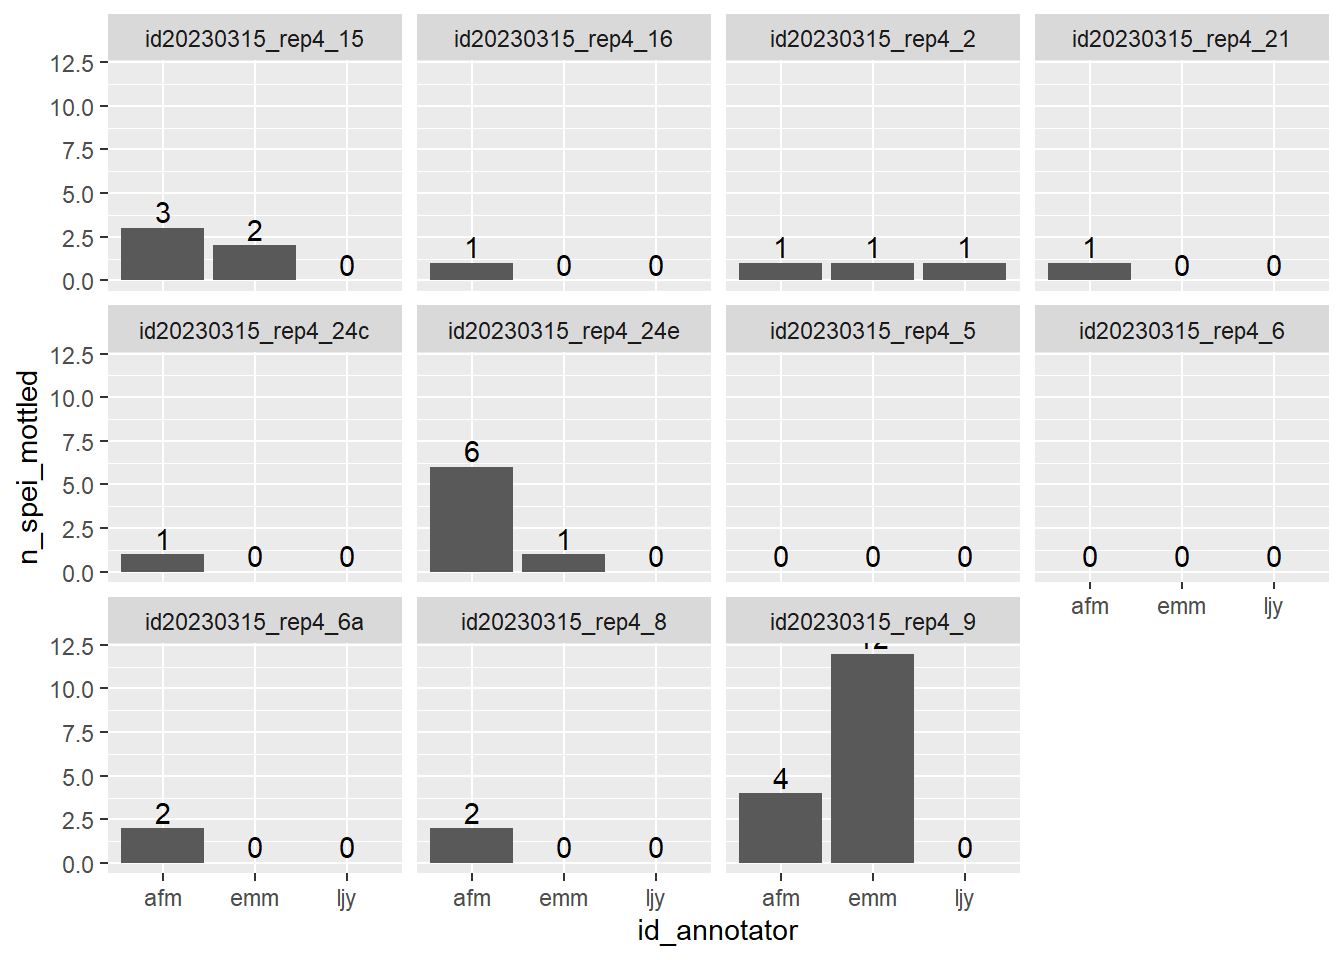 id20230315_rep4_15 id20230315_rep4_16 id20230315_rep4_2 id20230315_rep4_21
12.5
10.0
7.5
5.0
2.5
0.0
3 2 0
1 0 0
1 1 1
1 0 0
id20230315_rep4_24c id20230315_rep4_24e id20230315_rep4_5 id20230315_rep4_6
12.5
10.0
7.5
5.0
2.5
0.0
1 0 0
6 1 0
0 0 0
0 0 0
afm emm ljy
n_spei_mottled
id20230315_rep4_6a id20230315_rep4_8 id20230315_rep4_9
12.5
10.0
7.5
5.0
2.5
0.0
2 0 0
2 0 0
4 12 0
afm emm ljy afm emm ljy afm emm ljy
id_annotator